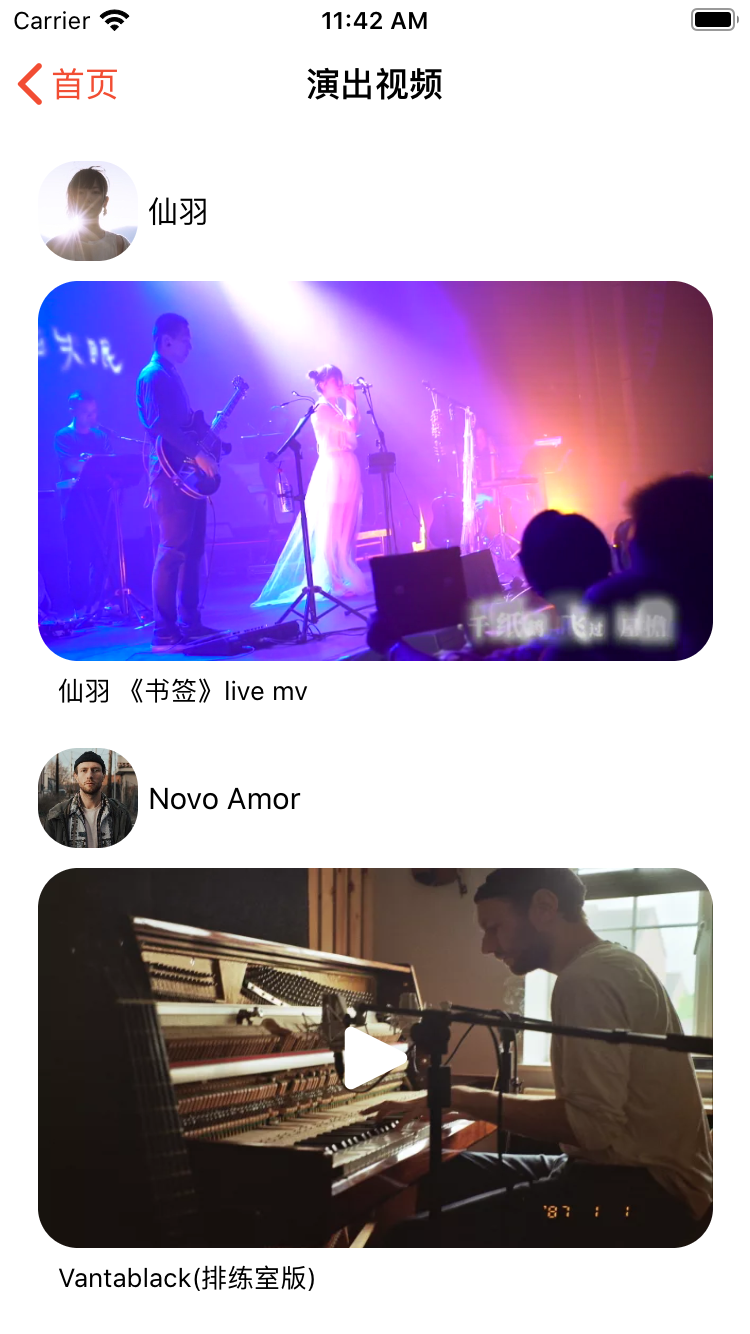 Carrier
11:42 AM
首页
演出视频
仙羽
失眠
千纸鹤 飞过 屋檐
仙羽 《书签》live mv
Novo Amor
'87 1 1
Vantablack(排练室版)